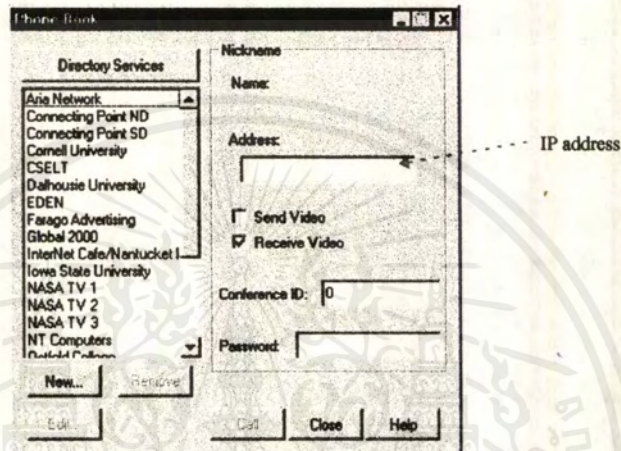 Phone Book
Directory Services
Aria Network
Connecting Point ND
Connecting Point SD
Cornell University
CSELT
Dalhousie University
EDEN
Farago Advertising
Global 2000
InterNet Cafe/Nantucket I
Iowa State University
NASA TV 1
NASA TV 2
NASA TV 3
NT Computers
New...
Remove
Edit...
Nickname
Name:
Address:
IP address
Send Video
Receive Video
Conference ID: 0
Password:
Call
Close
Help